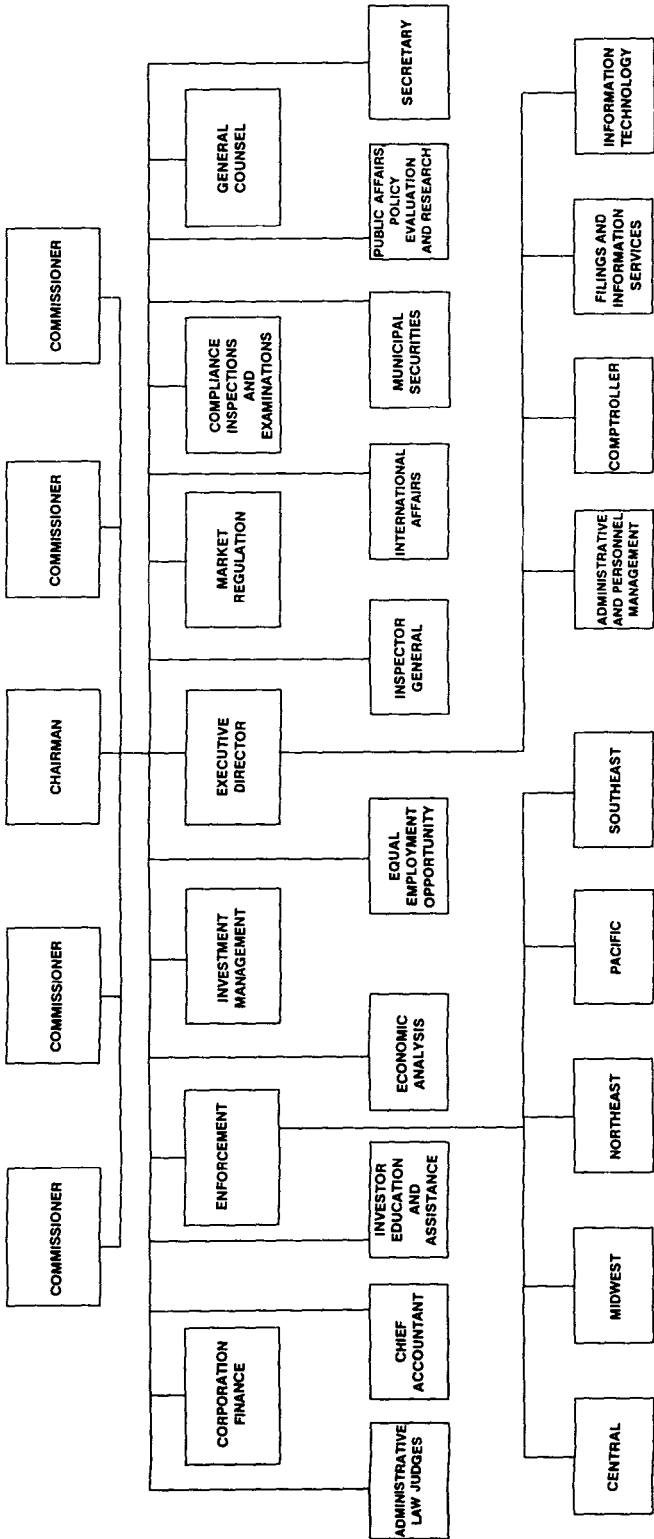 COMMISSIONER
COMMISSIONER
CHAIRMAN
COMMISSIONER
COMMISSIONER
CORPORATION
FINANCE
ENFORCEMENT
INVESTMENT
MANAGEMENT
EXECUTIVE
DIRECTOR
MARKET
REGULATION
COMPLIANCE
INSPECTIONS
AND
EXAMINATIONS
GENERAL
COUNSEL
ADMINISTRATIVE
LAW JUDGES
CHIEF
ACCOUNTANT
INVESTOR
EDUCATION
AND
ASSISTANCE
ECONOMIC
ANALYSIS
EQUAL
EMPLOYMENT
OPPORTUNITY
INSPECTOR
GENERAL
INTERNATIONAL
AFFAIRS
MUNICIPAL
SECURITIES
PUBLIC AFFAIRS
POLICY
EVALUATION
AND RESEARCH
SECRETARY
CENTRAL
MIDWEST
NORTHEAST
PACIFIC
SOUTHEAST
ADMINISTRATIVE
AND PERSONNEL
MANAGEMENT
COMPTROLLER
FILINGS AND
INFORMATION
SERVICES
INFORMATION
TECHNOLOGY